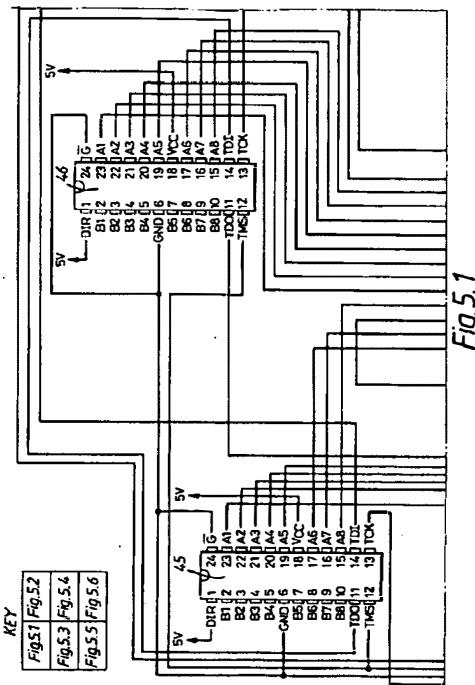 KEY
Fig.5.1 Fig.5.2
Fig.5.3 Fig.5.4
Fig.5.5 Fig.5.6
45
5V
5V
DIR 1 24 G̅
B1 2 23 A1
B2 3 22 A2
B3 4 21 A3
B4 5 20 A4
GND 6 19 A5
B5 7 18 VCC
B6 8 17 A6
B7 9 16 A7
B8 10 15 A8
TDO 11 14 TDI
TMS 12 13 TCK
46
5V
5V
DIR 1 24 G̅
B1 2 23 A1
B2 3 22 A2
B3 4 21 A3
B4 5 20 A4
GND 6 19 A5
B5 7 18 VCC
B6 8 17 A6
B7 9 16 A7
B8 10 15 A8
TDO 11 14 TDI
TMS 12 13 TCK
Fig.5.1